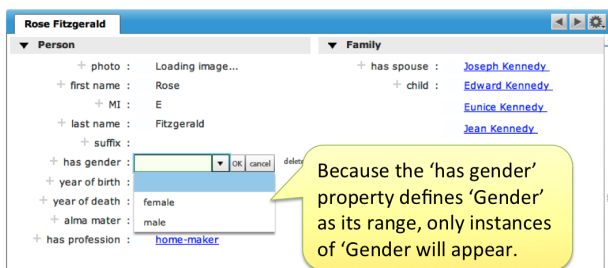 Rose Fitzgerald
Person
photo : Loading image...
first name : Rose
MI : E
last name : Fitzgerald
suffix :
has gender : OK cancel delete
year of birth :
year of death : female
alma mater : male
has profession : home-maker
Family
has spouse : Joseph Kennedy
child : Edward Kennedy
Eunice Kennedy
Jean Kennedy
Because the ‘has gender’
property defines ‘Gender’
as its range, only instances
of ‘Gender will appear.